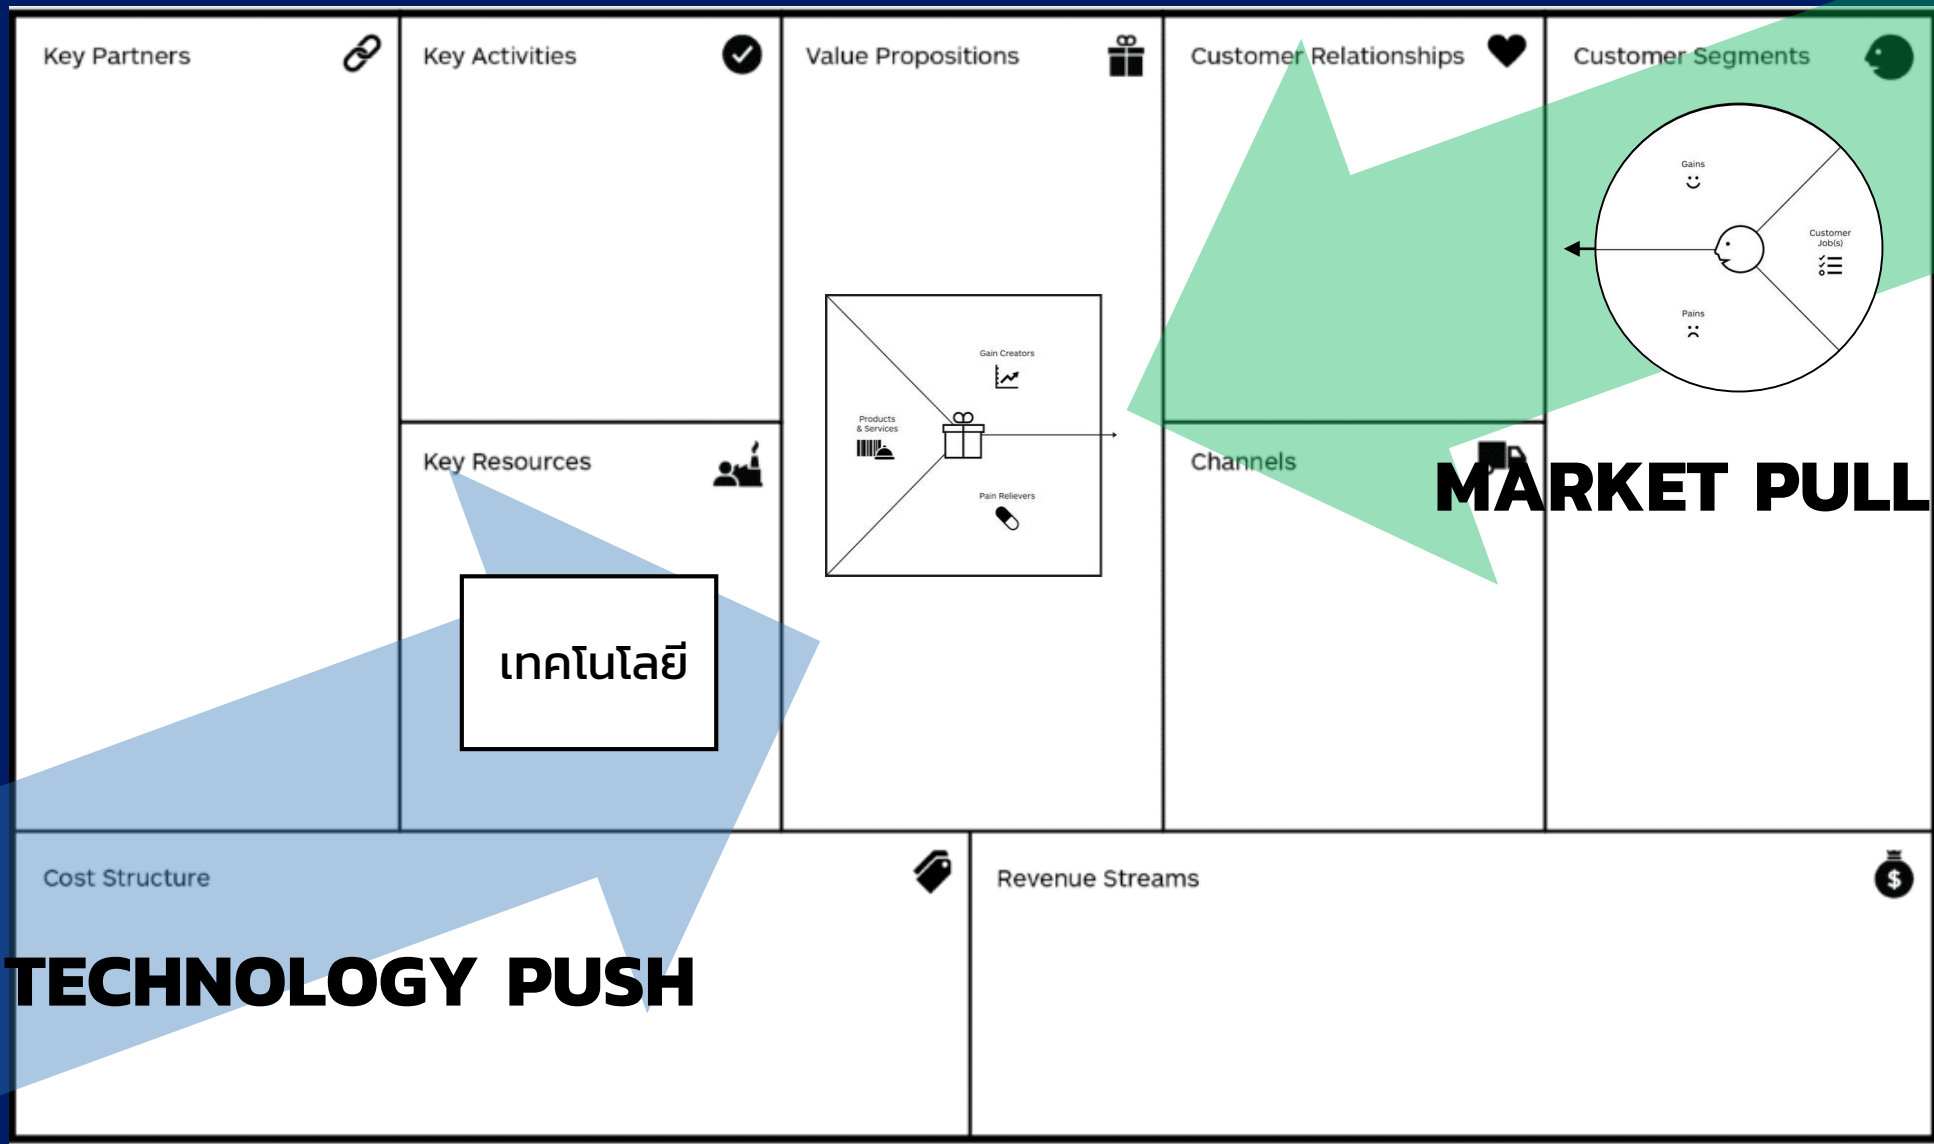 Key Partners
Key Activities
Value Propositions
Customer Relationships
Customer Segments
Gains
Customer
Job(s)
Pains
Gain Creators
Products
& Services
Pain Relievers
Key Resources
Channels
MARKET PULL
เทคโนโลยี
Cost Structure
Revenue Streams
$
TECHNOLOGY PUSH